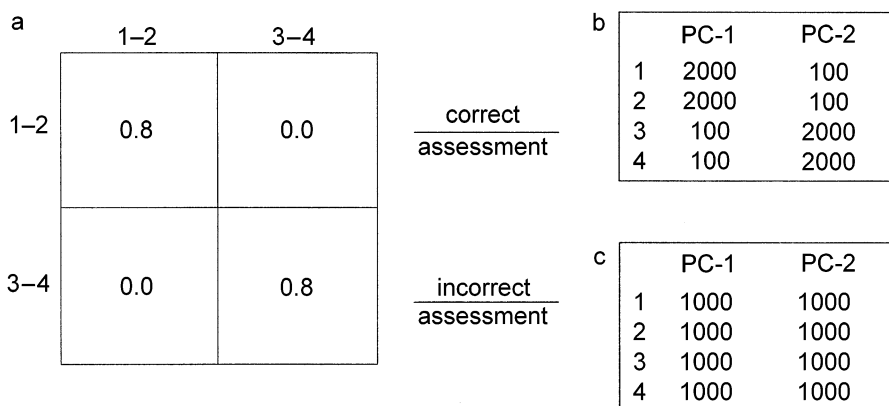 a
1–2 3–4
1–2 0.8 0.0
3–4 0.0 0.8
correct
assessment
incorrect
assessment
b
PC-1 PC-2
1 2000 100
2 2000 100
3 100 2000
4 100 2000
c
PC-1 PC-2
1 1000 1000
2 1000 1000
3 1000 1000
4 1000 1000